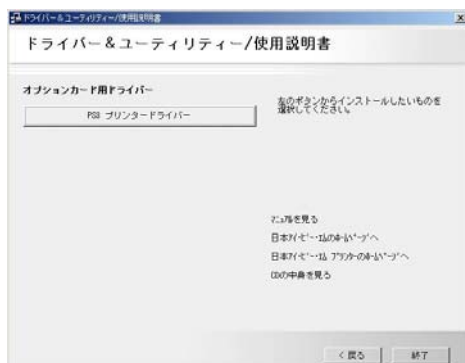 ドライバー&ユーティリティー/使用説明書
ドライバー&ユーティリティー/使用説明書
オプションカード用ドライバー
PS3 プリンタードライバー
左のボタンからインストールしたいものを
選択してください。
マニュアルを見る
日本アイ・ビー・エムのホームページへ
日本アイ・ビー・エム プリンターのホームページへ
CDの中身を見る
< 戻る
終了